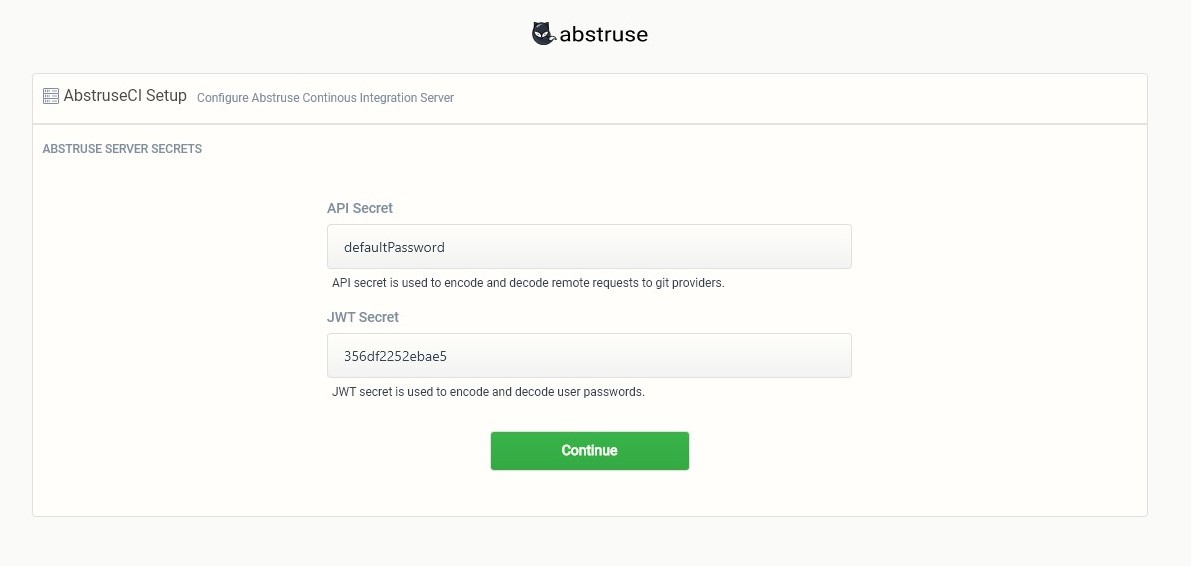 abstruse
AbstruseCI Setup Configure Abstruse Continous Integration Server
ABSTRUSE SERVER SECRETS
API Secret
defaultPassword
API secret is used to encode and decode remote requests to git providers.
JWT Secret
356df2252ebae5
JWT secret is used to encode and decode user passwords.
Continue